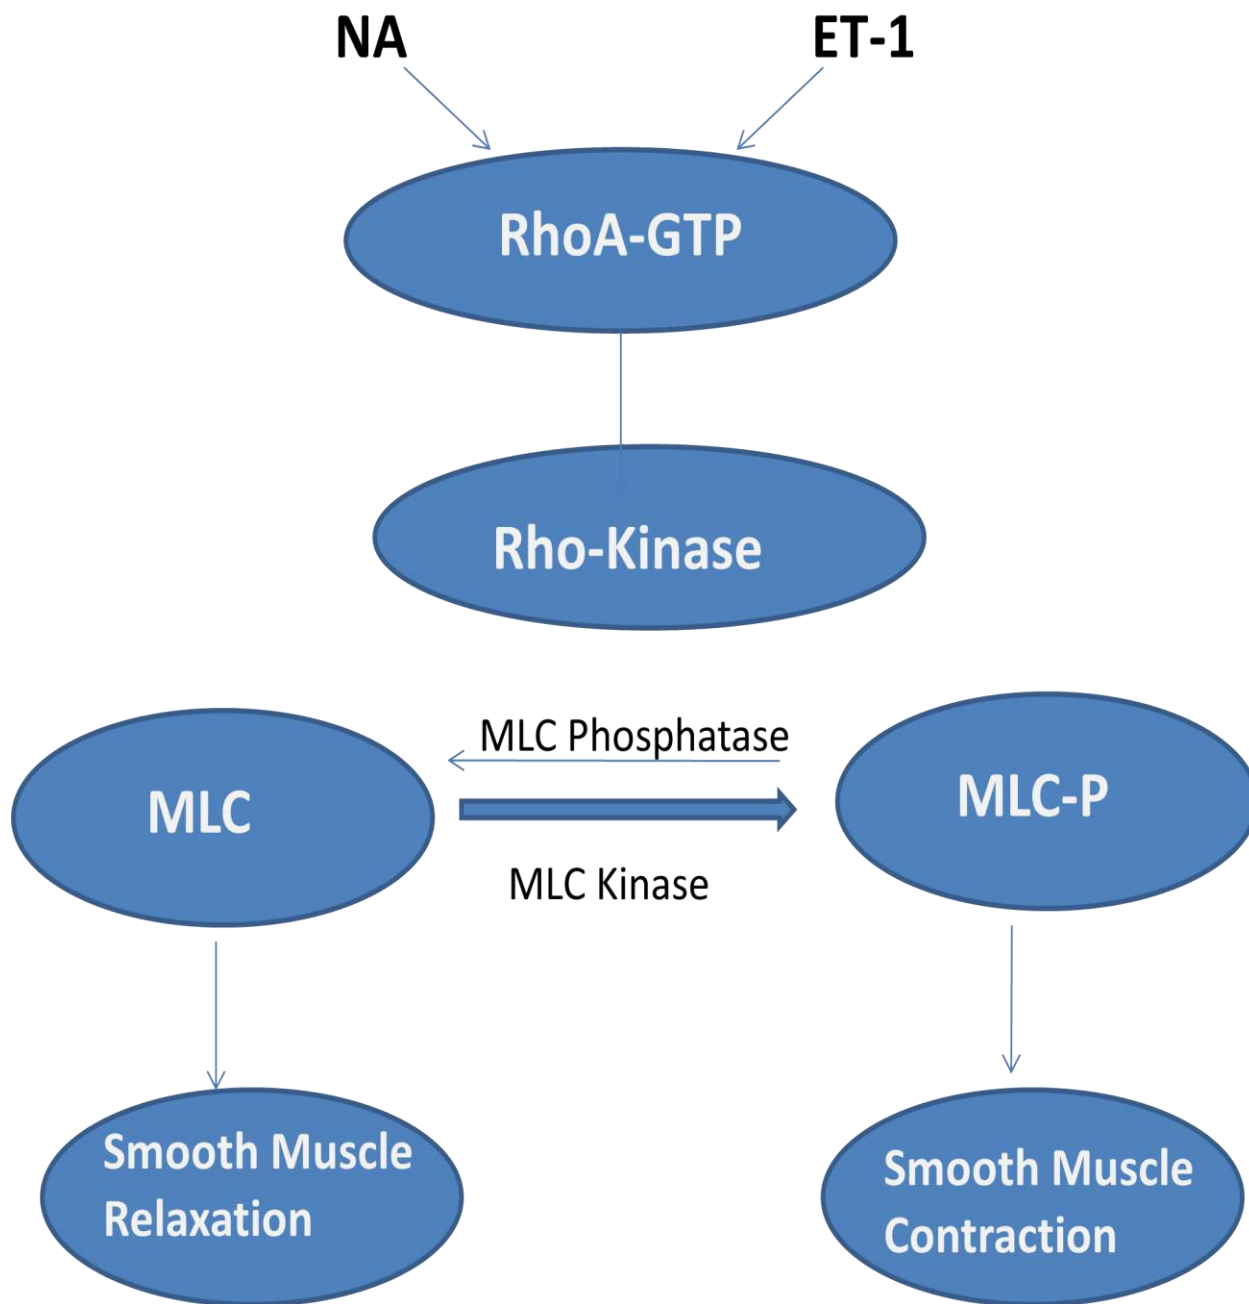 NA
ET-1
RhoA-GTP
Rho-Kinase
MLC Phosphatase
MLC
MLC-P
MLC Kinase
Smooth Muscle
Relaxation
Smooth Muscle
Contraction